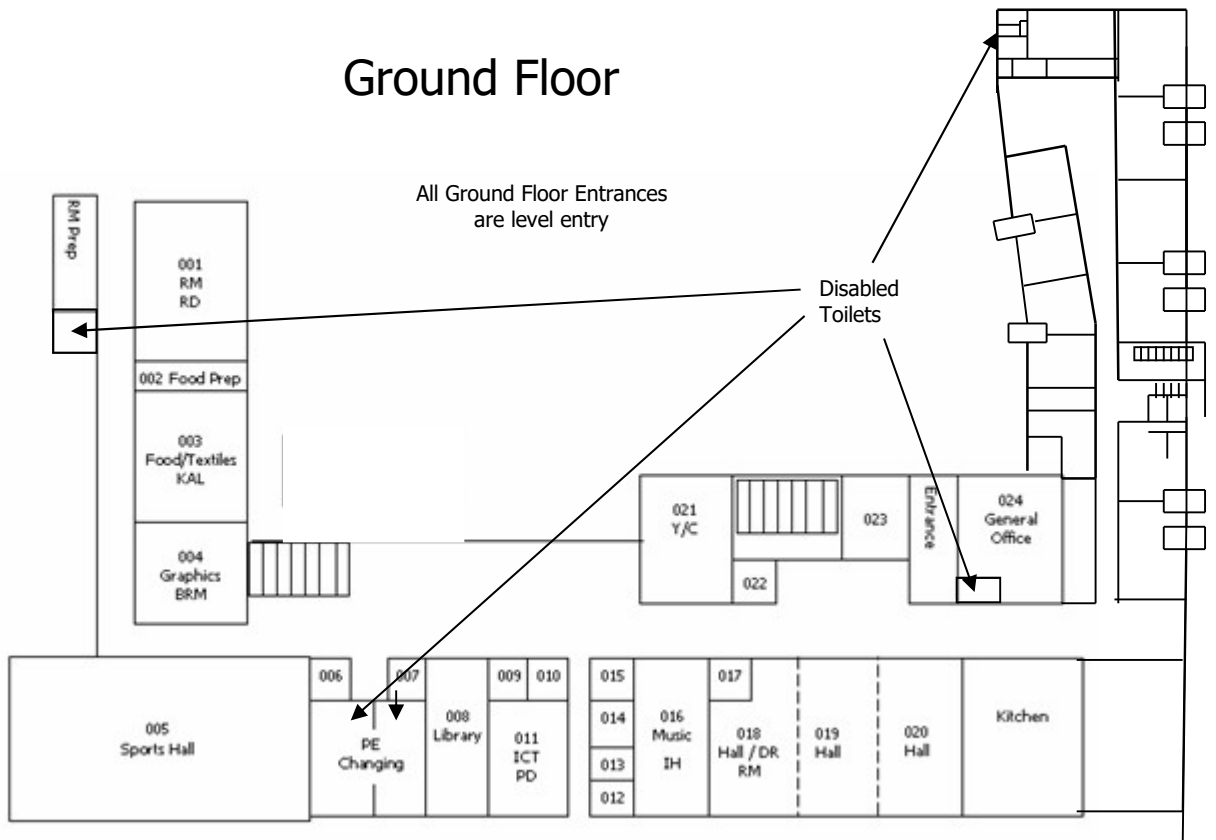 Ground Floor
All Ground Floor Entrances
are level entry
RM Prep
001
RM
RD
Disabled
Toilets
002 Food Prep
003
Food/Textiles
KAL
004
Graphics
BRM
021
Y/C
022
023
Entrance
024
General
Office
005
Sports Hall
006
007
PE
Changing
008
Library
009
010
011
ICT
PD
015
014
013
012
016
Music
IH
017
018
Hall / DR
RM
019
Hall
020
Hall
Kitchen